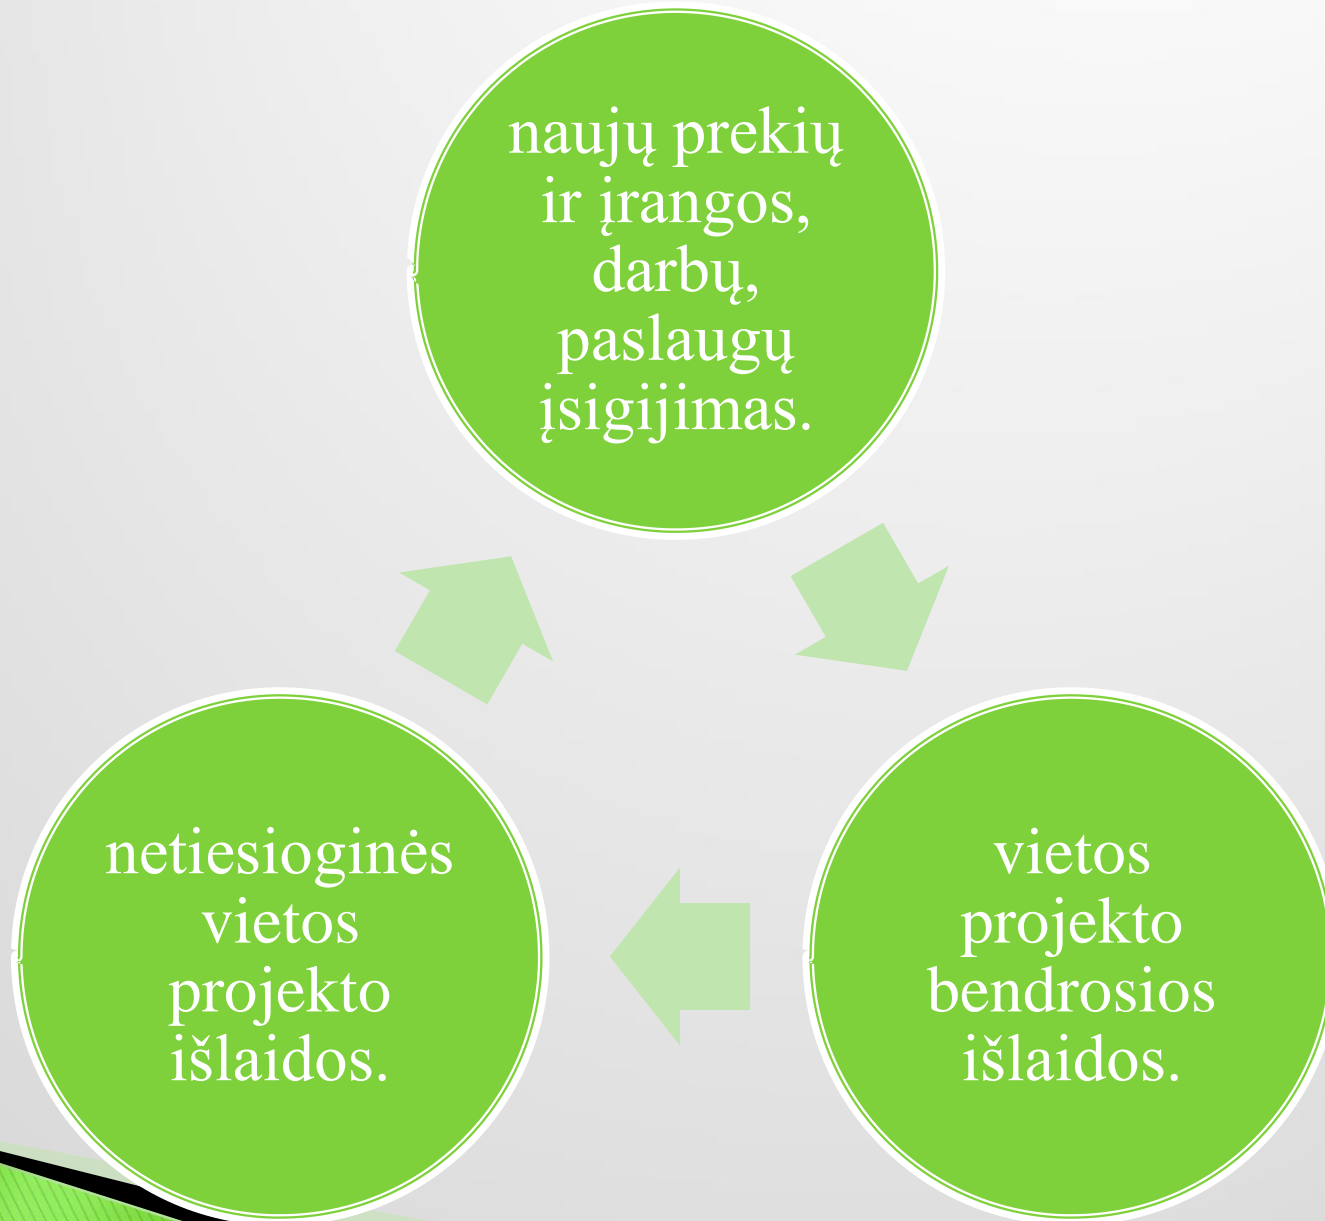 naujų prekių
ir įrangos,
darbų,
paslaugų
įsigijimas.
vietos
projekto
bendrosios
išlaidos.
netiesioginės
vietos
projekto
išlaidos.